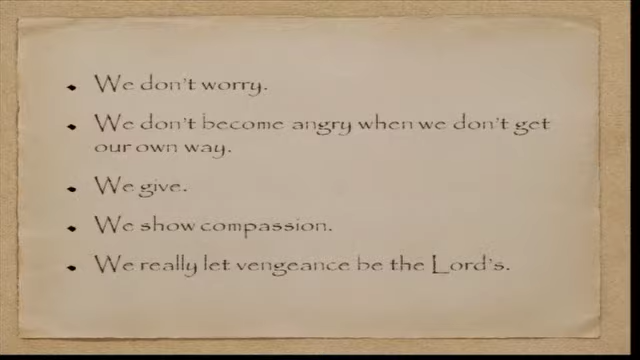 We don't worry.
We don't become angry when we don't get
our own way.
We give.
We show compassion.
We really let vengeance be the Lord's.